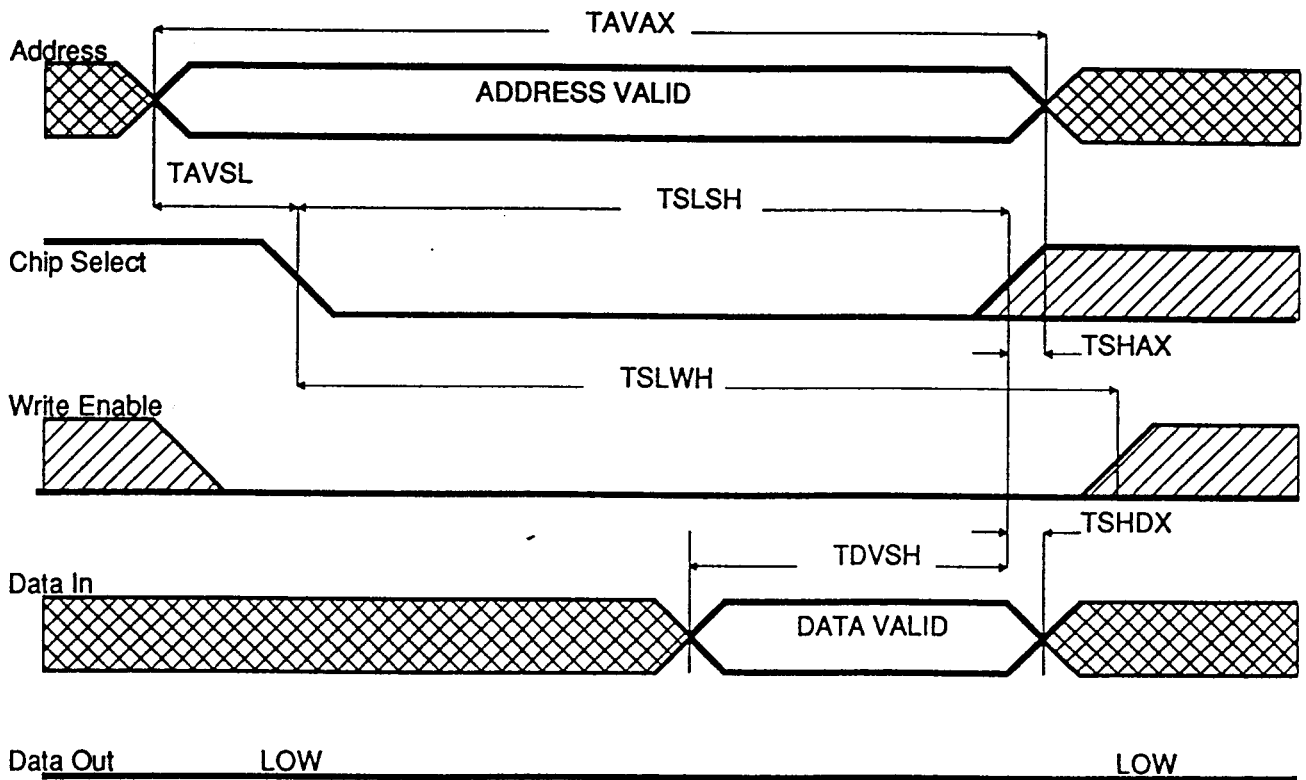 TAVAX
Address
ADDRESS VALID
TAVSL
TSLSH
Chip Select
TSHAX
TSLWH
Write Enable
TSHDX
TDVSH
Data In
DATA VALID
Data Out LOW LOW